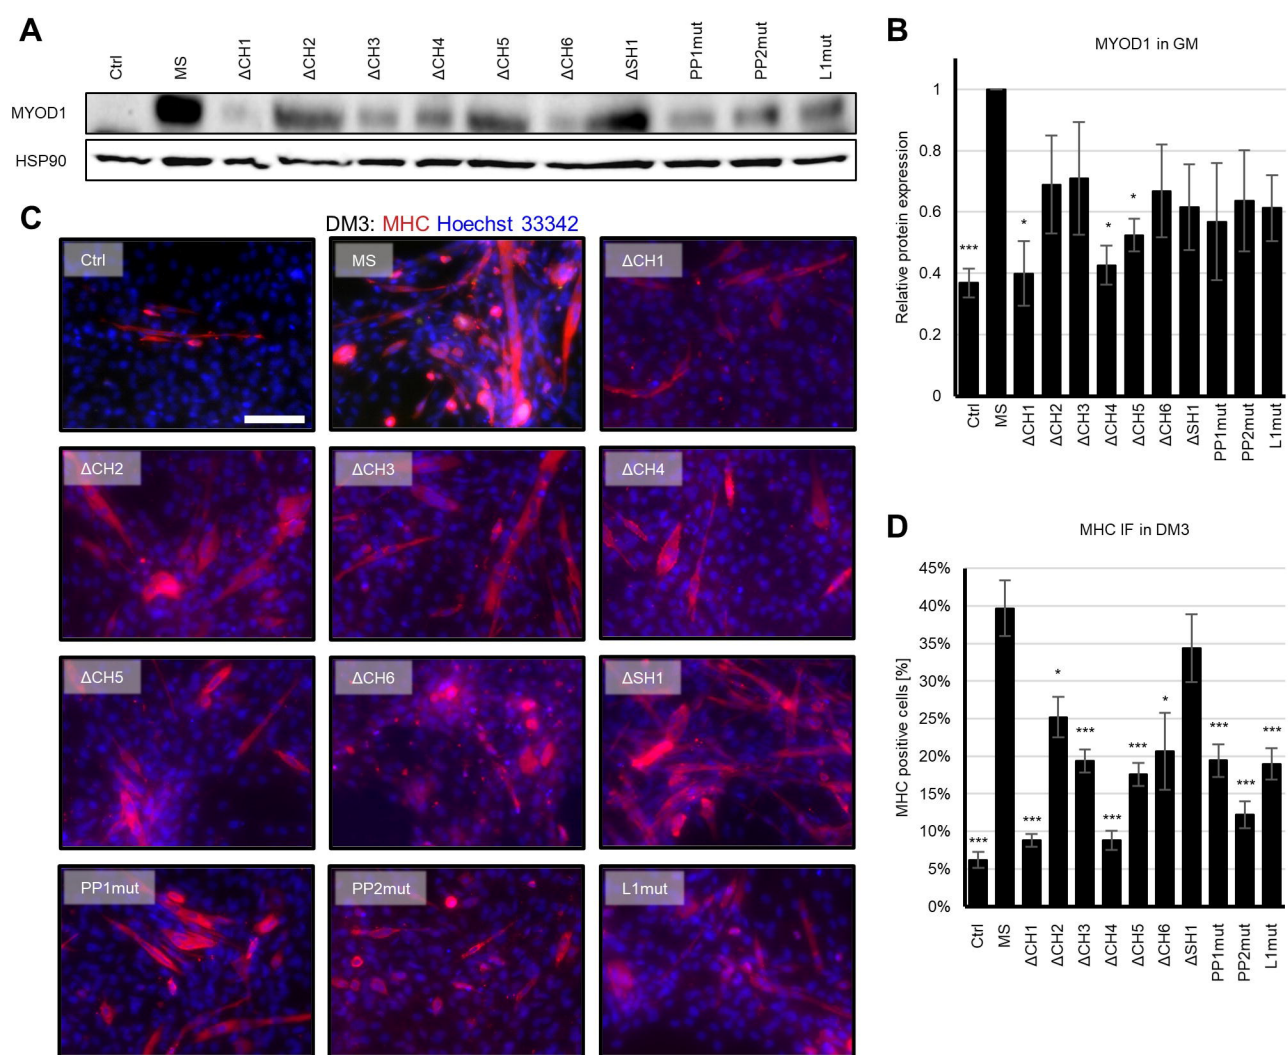 A
Ctrl MS ΔCH1 ΔCH2 ΔCH3 ΔCH4 ΔCH5 ΔCH6 ΔSH1 PP1mut PP2mut L1mut
MYOD1
HSP90
B
MYOD1 in GM
Relative protein expression
1
0.8
0.6
0.4
0.2
0
*** * * *
Ctrl MS ΔCH1 ΔCH2 ΔCH3 ΔCH4 ΔCH5 ΔCH6 ΔSH1 PP1mut PP2mut L1mut
C
DM3: MHC Hoechst 33342
Ctrl MS ΔCH1
ΔCH2 ΔCH3 ΔCH4
ΔCH5 ΔCH6 ΔSH1
PP1mut PP2mut L1mut
D
MHC IF in DM3
MHC positive cells [%]
45%
40%
35%
30%
25%
20%
15%
10%
5%
0%
*** *** * *** *** *** * *** *** ***
Ctrl MS ΔCH1 ΔCH2 ΔCH3 ΔCH4 ΔCH5 ΔCH6 ΔSH1 PP1mut PP2mut L1mut